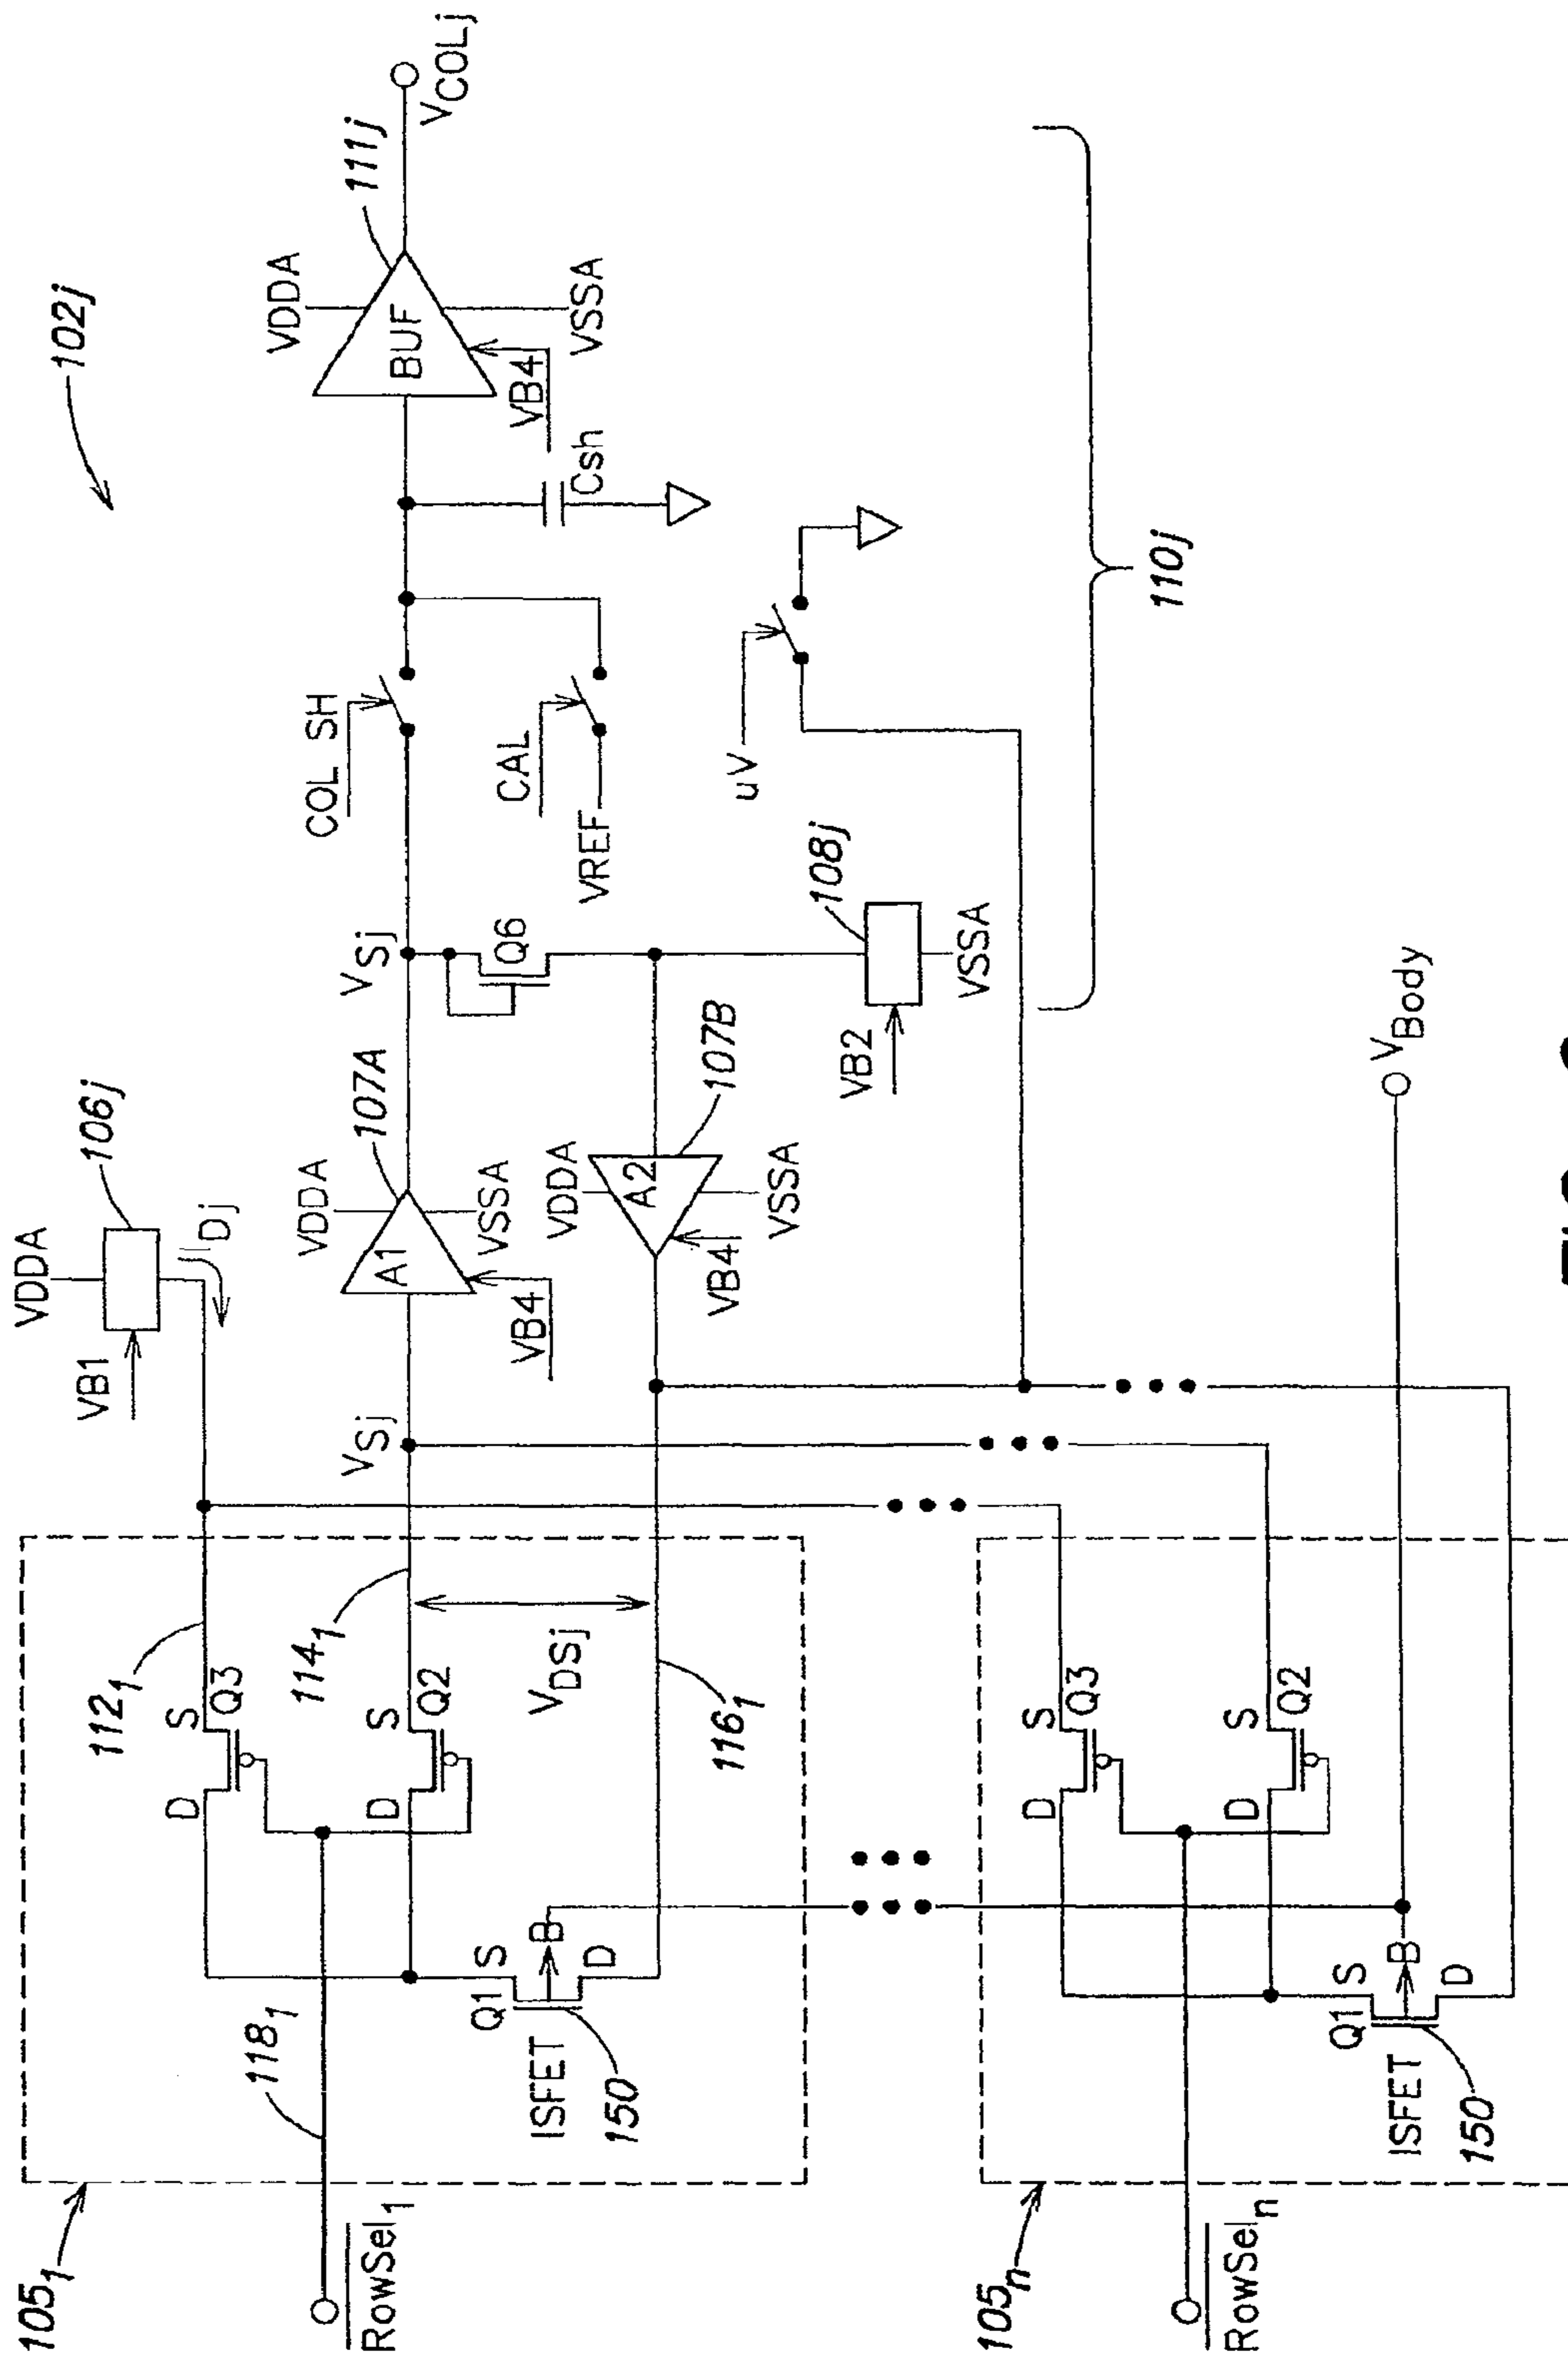 102j
VDDA
VB1
106j
IDj
112₁
S
D
Q3
VSj
VDDA
A1
107A
VSSA
VB4
VSj
COL SH
CAL
VREF
Q6
VDDA
BUF
111j
VCOLj
VB4
VSSA
Csh
114₁
S
D
Q2
VDSj
116₁
VDDA
A2
107B
VB4
VSSA
VB2
108j
VSSA
uV
110j
118₁
Q1
S
B
D
ISFET
150
105₁
RowSel₁
S
D
Q3
S
D
Q2
Q1
S
B
D
ISFET
150
VBody
105n
RowSeln